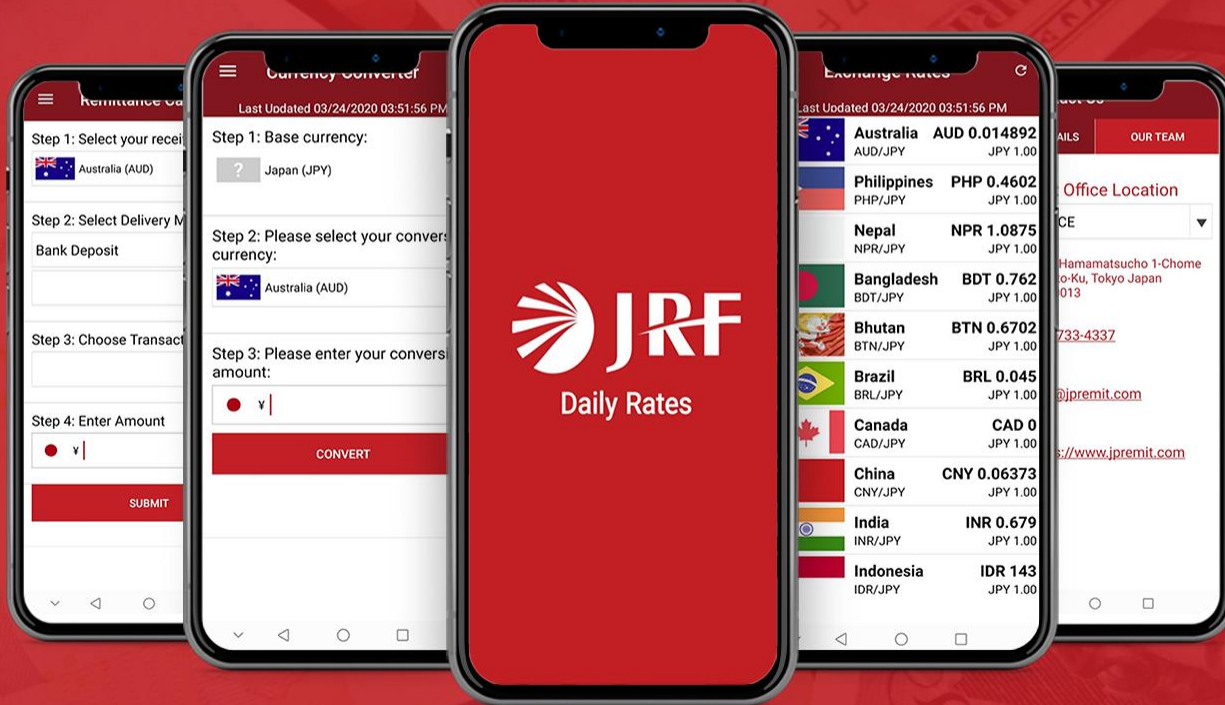 Step 1: Select your recei
Australia (AUD)
Step 2: Select Delivery M
Bank Deposit
Step 3: Choose Transact
Step 4: Enter Amount
¥
SUBMIT
Currency Converter
Last Updated 03/24/2020 03:51:56 PM
Step 1: Base currency:
?
Japan (JPY)
Step 2: Please select your convers
currency:
Australia (AUD)
Step 3: Please enter your conversi
amount:
¥
CONVERT
JRF
Daily Rates
Exchange Rates
Last Updated 03/24/2020 03:51:56 PM
Australia AUD 0.014892
AUD/JPY JPY 1.00
Philippines PHP 0.4602
PHP/JPY JPY 1.00
Nepal NPR 1.0875
NPR/JPY JPY 1.00
Bangladesh BDT 0.762
BDT/JPY JPY 1.00
Bhutan BTN 0.6702
BTN/JPY JPY 1.00
Brazil BRL 0.045
BRL/JPY JPY 1.00
Canada CAD 0
CAD/JPY JPY 1.00
China CNY 0.06373
CNY/JPY JPY 1.00
India INR 0.679
INR/JPY JPY 1.00
Indonesia IDR 143
IDR/JPY JPY 1.00
AILS OUR TEAM
Office Location
CE
Hamamatsucho 1-Chome
o-Ku, Tokyo Japan
013
733-4337
@jpremit.com
s://www.jpremit.com